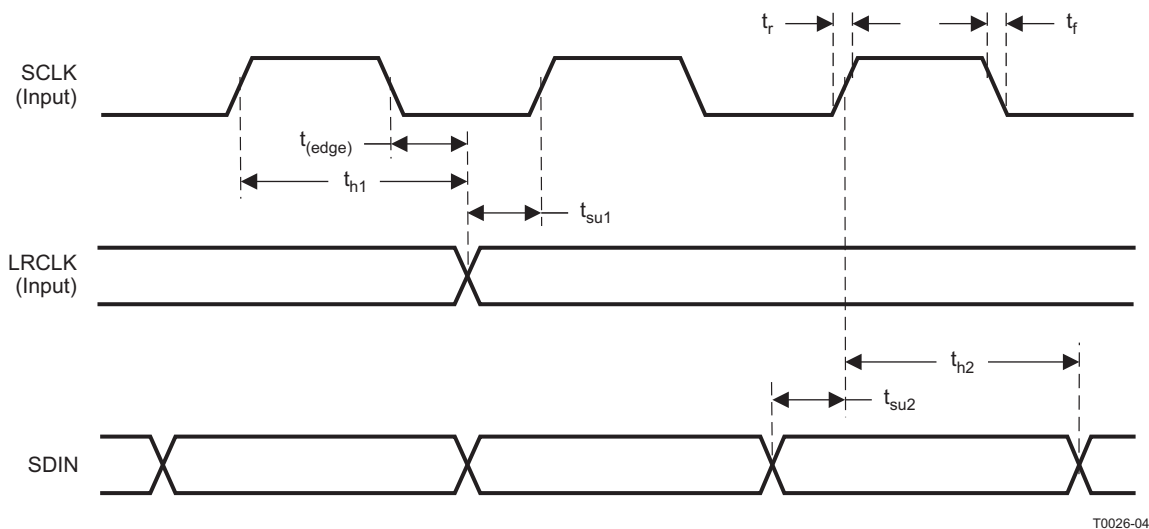 t_r
t_f
SCLK
(Input)
t_(edge)
t_h1
t_su1
LRCLK
(Input)
t_h2
t_su2
SDIN
T0026-04